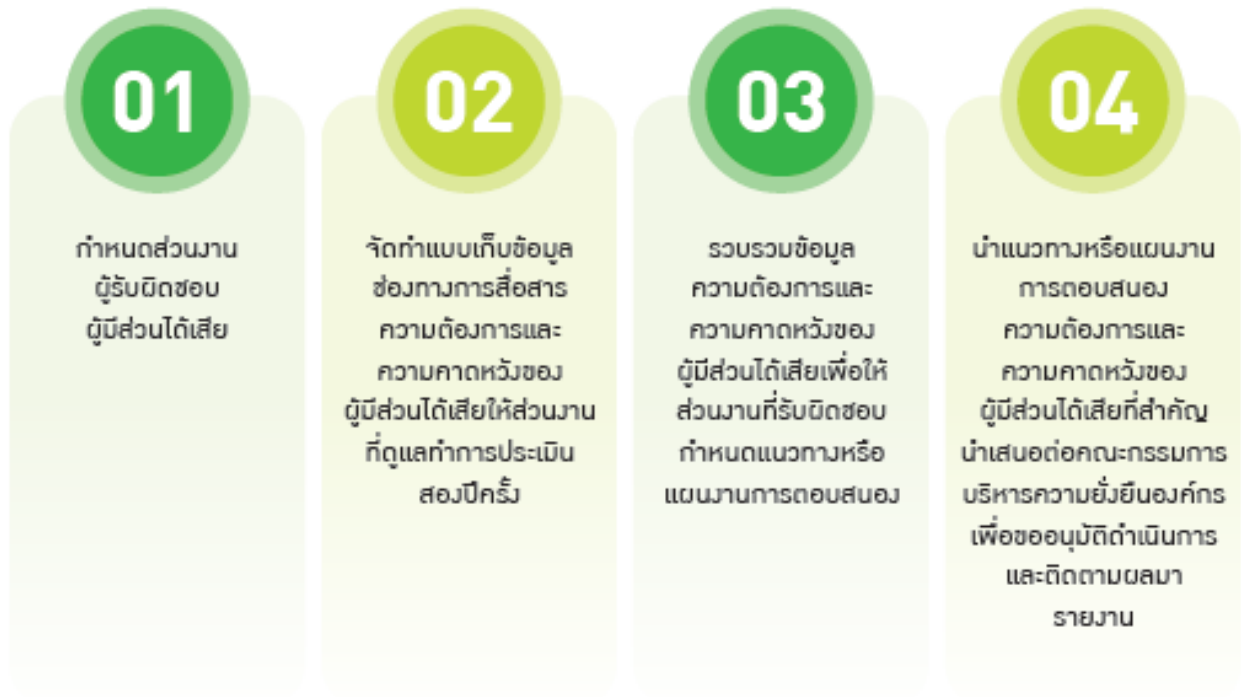 01
กำหนดส่วนงาน
ผู้รับผิดชอบ
ผู้มีส่วนได้เสีย
02
จัดทำแบบเก็บข้อมูล
ช่องทางการสื่อสาร
ความต้องการและ
ความคาดหวังของ
ผู้มีส่วนได้เสียให้ส่วนงาน
ที่ดูแลทำการประเมิน
สองปีครั้ง
03
รวบรวมข้อมูล
ความต้องการและ
ความคาดหวังของ
ผู้มีส่วนได้เสียเพื่อให้
ส่วนงานที่รับผิดชอบ
กำหนดแนวทางหรือ
แผนงานการตอบสนอง
04
นำแนวทางหรือแผนงาน
การตอบสนอง
ความต้องการและ
ความคาดหวังของ
ผู้มีส่วนได้เสียที่สำคัญ
นำเสนอต่อคณะกรรมการ
บริหารความยั่งยืนองค์กร
เพื่อขออนุมัติดำเนินการ
และติดตามผลมา
รายงาน